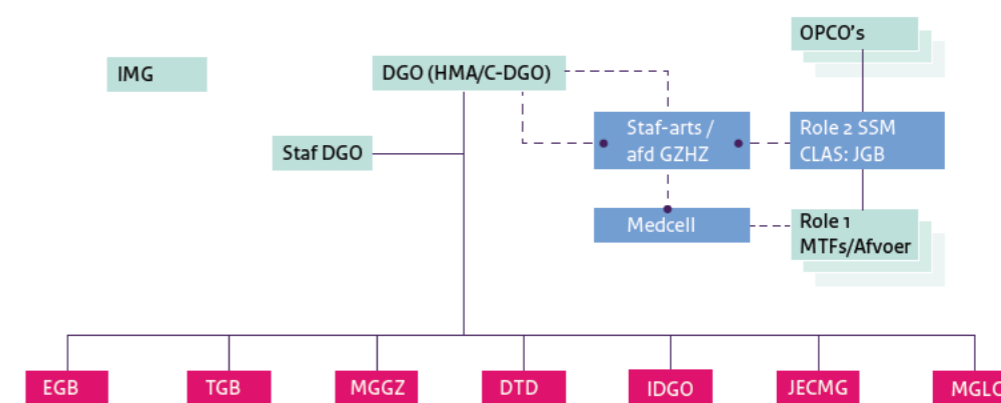 OPCO's
IMG
DGO (HMA/C-DGO)
Staf-arts /
afd GZHZ
Role 2 SSM
CLAS: JGB
Staf DGO
Medcell
Role 1
MTFs/Afvoer
EGB
TGB
MGGZ
DTD
IDGO
JECMG
MGLC